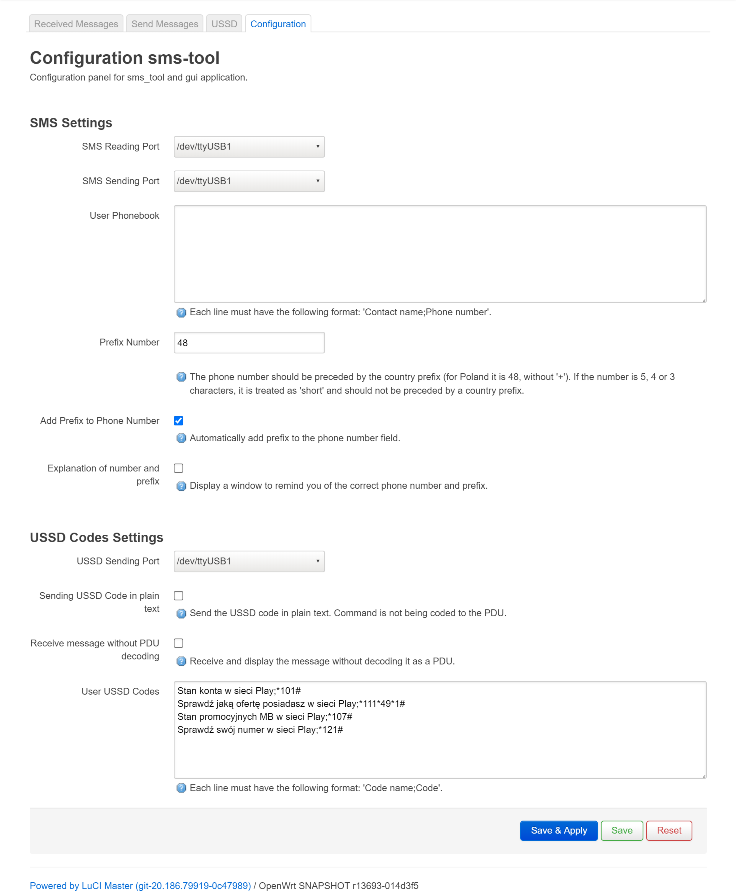 Received Messages Send Messages USSD Configuration
Configuration sms-tool
Configuration panel for sms_tool and gui application.
SMS Settings
SMS Reading Port /dev/ttyUSB1
SMS Sending Port /dev/ttyUSB1
User Phonebook
Each line must have the following format: 'Contact name;Phone number'.
Prefix Number 48
The phone number should be preceded by the country prefix (for Poland it is 48, without '+'). If the number is 5, 4 or 3
characters, it is treated as 'short' and should not be preceded by a country prefix.
Add Prefix to Phone Number
Automatically add prefix to the phone number field.
Explanation of number and
prefix
Display a window to remind you of the correct phone number and prefix.
USSD Codes Settings
USSD Sending Port /dev/ttyUSB1
Sending USSD Code in plain
text
Send the USSD code in plain text. Command is not being coded to the PDU.
Receive message without PDU
decoding
Receive and display the message without decoding it as a PDU.
User USSD Codes
Stan konta w sieci Play;*101#
Sprawdź jaką ofertę posiadasz w sieci Play;*111*49*1#
Stan promocyjnych MB w sieci Play;*107#
Sprawdź swój numer w sieci Play;*121#
Each line must have the following format: 'Code name;Code'.
Save & Apply Save Reset
Powered by LuCI Master (git-20.186.79919-0c47989) / OpenWrt SNAPSHOT r13693-014d3f5